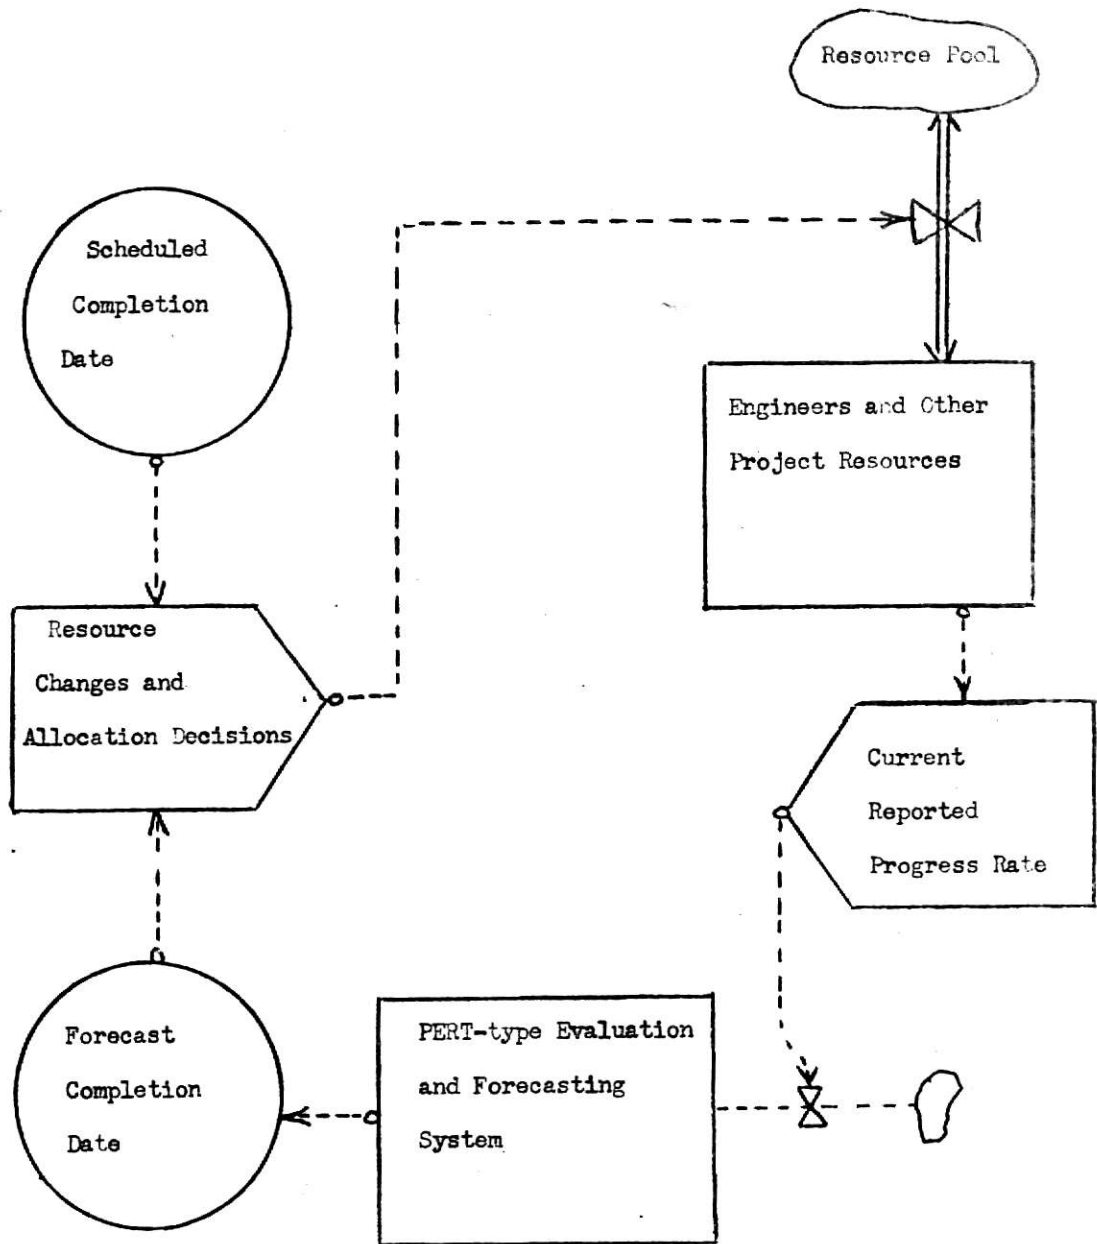 Resource Pool
Scheduled
Completion
Date
Engineers and Other
Project Resources
Resource
Changes and
Allocation Decisions
Current
Reported
Progress Rate
Forecast
Completion
Date
PERT-type Evaluation
and Forecasting
System